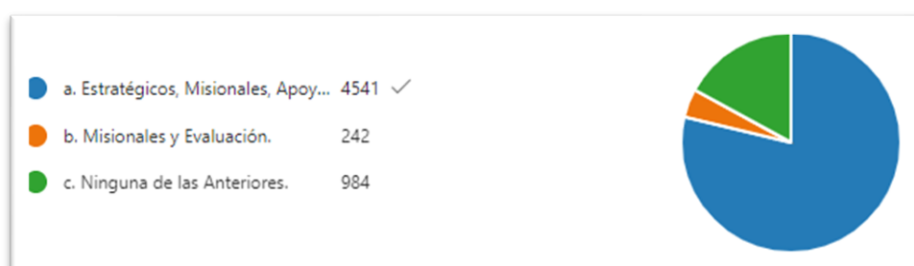 a. Estratégicos, Misionales, Apoy... 4541
b. Misionales y Evaluación. 242
c. Ninguna de las Anteriores. 984